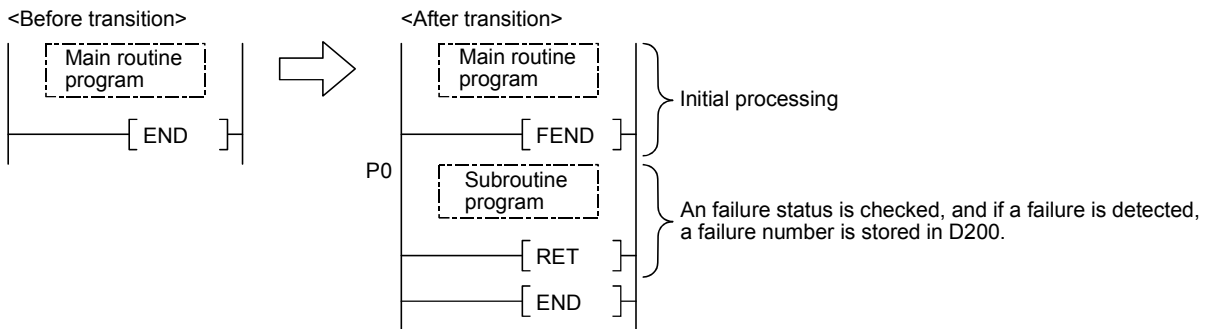 <Before transition>
Main routine
program
END
<After transition>
Main routine
program
Initial processing
FEND
P0
Subroutine
program
An failure status is checked, and if a failure is detected,
a failure number is stored in D200.
RET
END